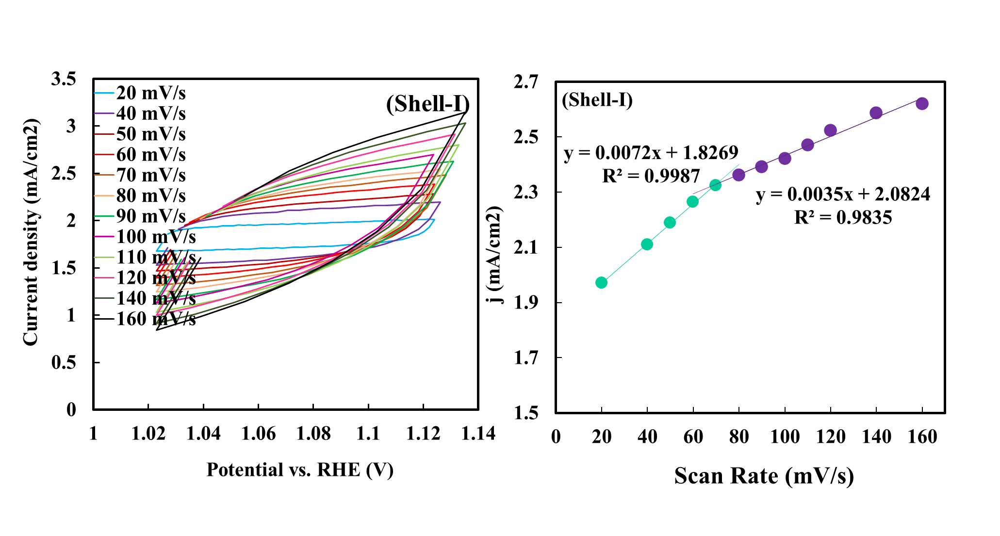 3.5
3
2.5
2
1.5
1
0.5
0
Current density (mA/cm2)
20 mV/s
40 mV/s
50 mV/s
60 mV/s
70 mV/s
80 mV/s
90 mV/s
100 mV/s
110 mV/s
120 mV/s
140 mV/s
160 mV/s
(Shell-I)
1 1.02 1.04 1.06 1.08 1.1 1.12 1.14
Potential vs. RHE (V)
2.7
2.5
2.3
2.1
1.9
1.7
1.5
j (mA/cm2)
(Shell-I)
y = 0.0072x + 1.8269
R² = 0.9987
y = 0.0035x + 2.0824
R² = 0.9835
0 20 40 60 80 100 120 140 160
Scan Rate (mV/s)